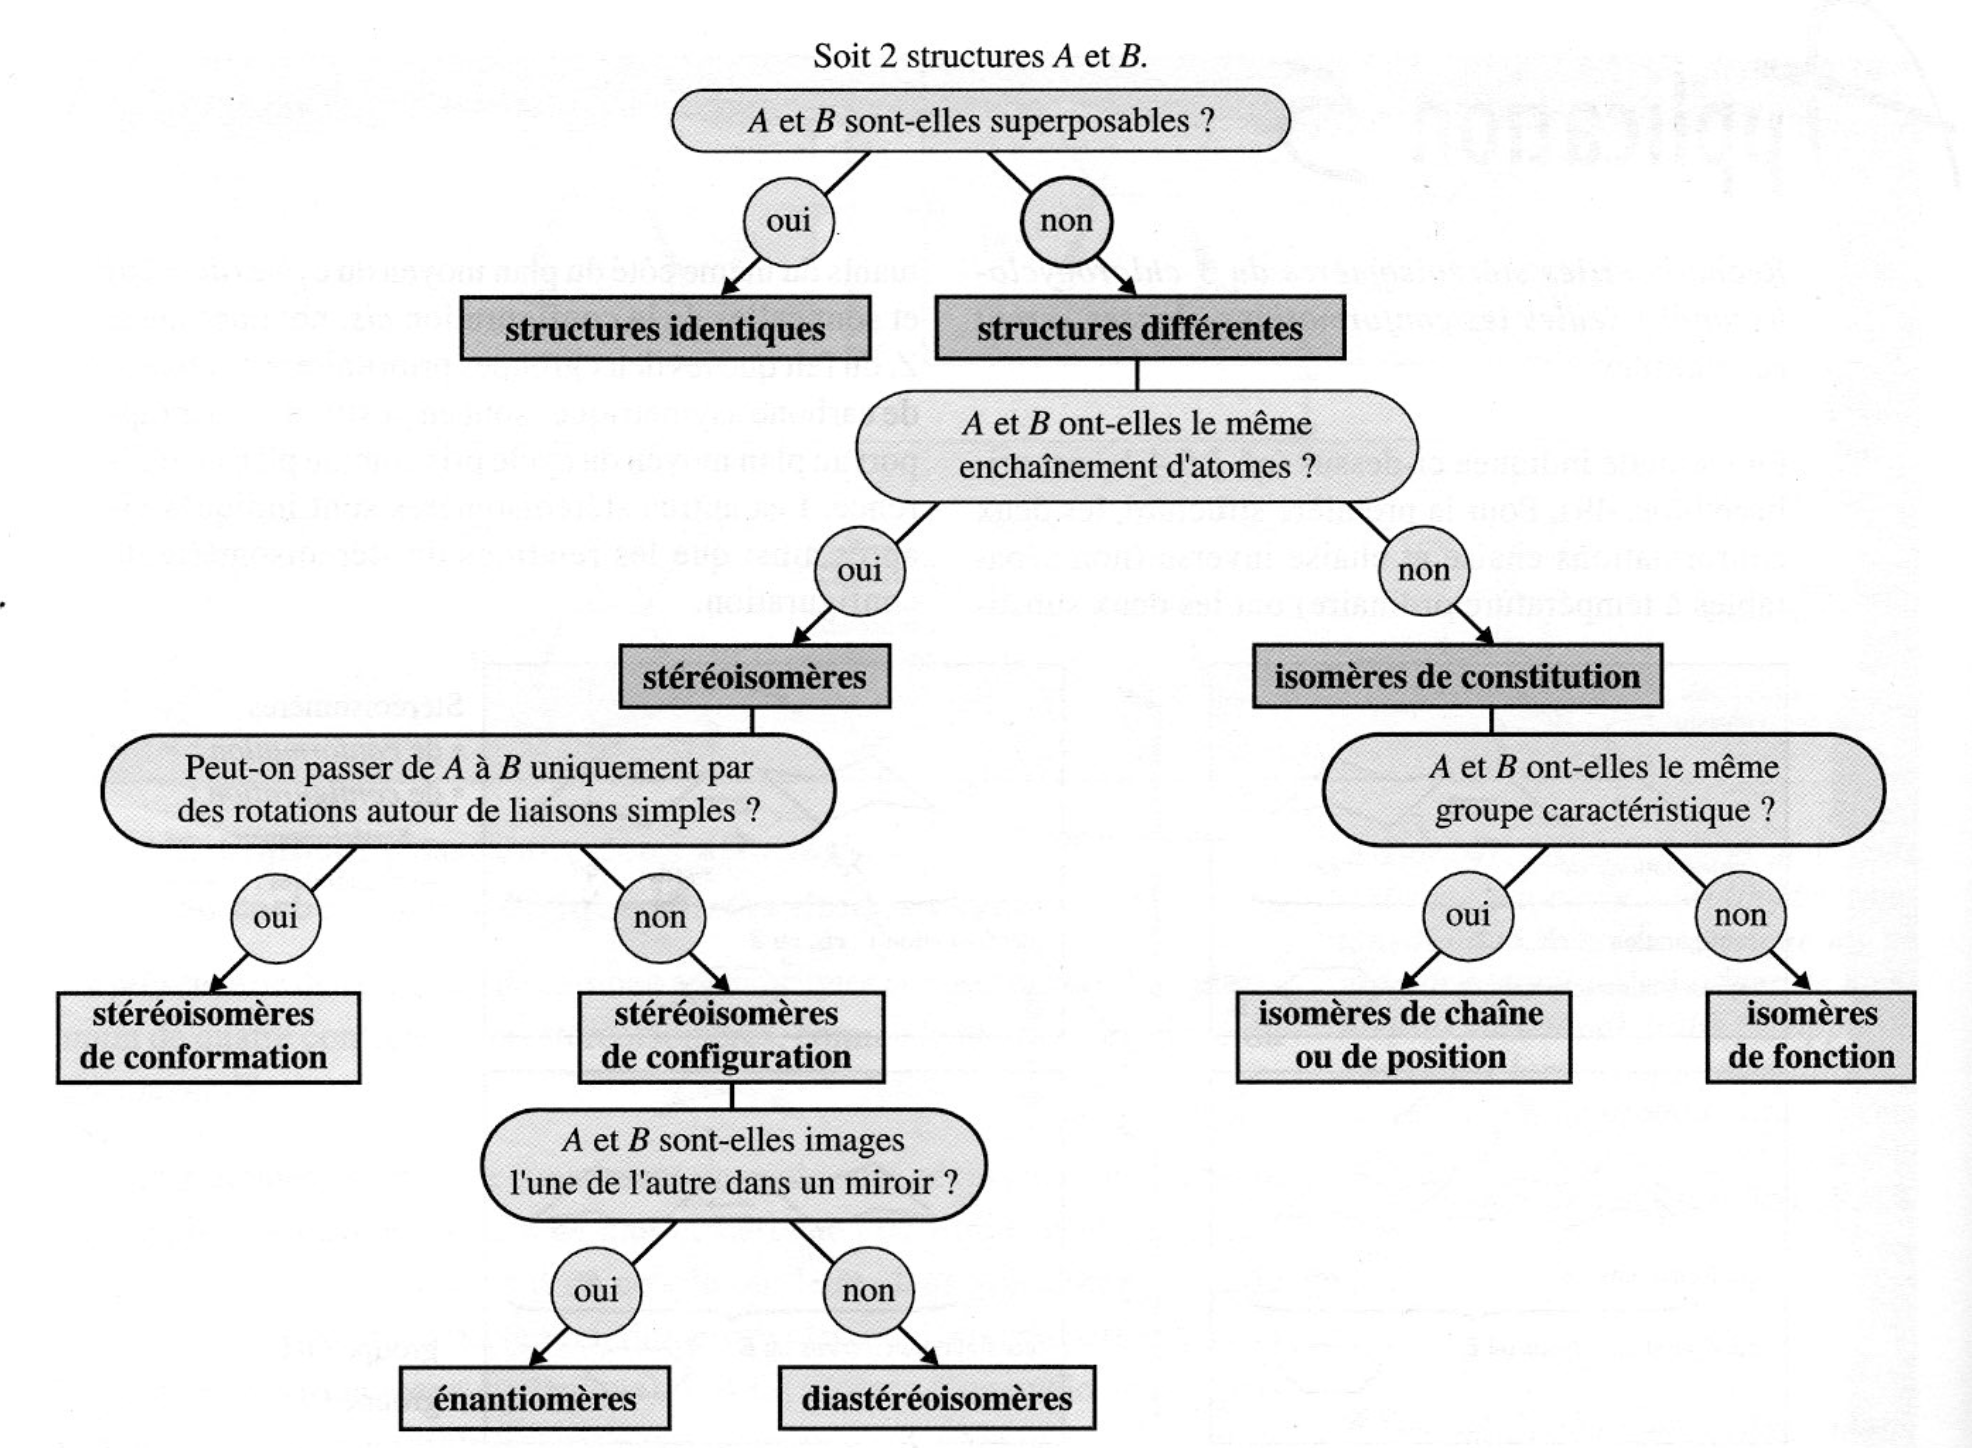 Soit 2 structures A et B.
A et B sont-elles superposables ?
oui
non
structures identiques
structures différentes
A et B ont-elles le même
enchaînement d'atomes ?
oui
non
stéréoisomères
isomères de constitution
Peut-on passer de A à B uniquement par
des rotations autour de liaisons simples ?
A et B ont-elles le même
groupe caractéristique ?
oui
non
oui
non
stéréoisomères
de conformation
stéréoisomères
de configuration
isomères de chaîne
ou de position
isomères
de fonction
A et B sont-elles images
l'une de l'autre dans un miroir ?
oui
non
énantiomères
diastéréoisomères